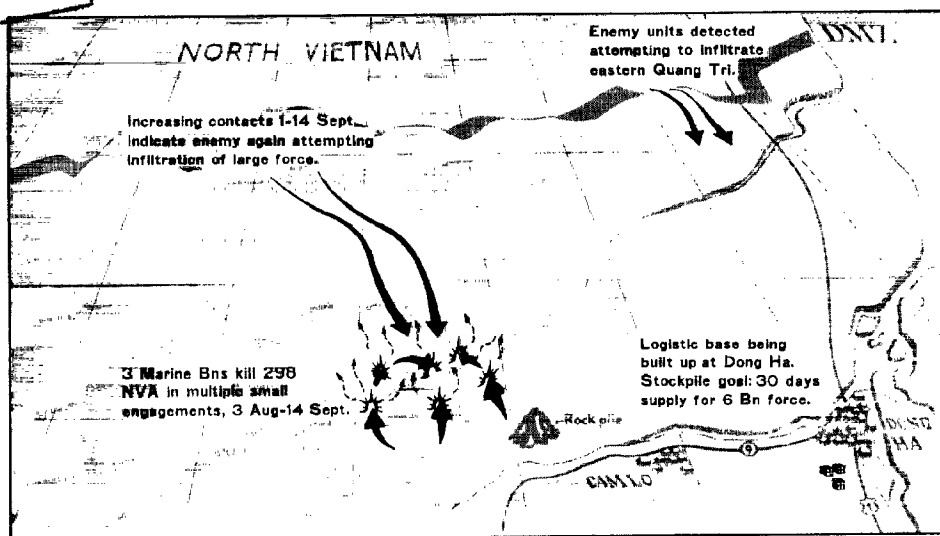 NORTH VIETNAM
Enemy units detected
attempting to infiltrate
eastern Quang Tri.
DMZ.
Increasing contacts 1-14 Sept.
indicate enemy again attempting
infiltration of large force.
3 Marine Bns kill 298
NVA in multiple small
engagements, 3 Aug-14 Sept.
Logistic base being
built up at Dong Ha.
Stockpile goal: 30 days
supply for 6 Bn force.
Rock pile
9
CAM LO
DONG
HA